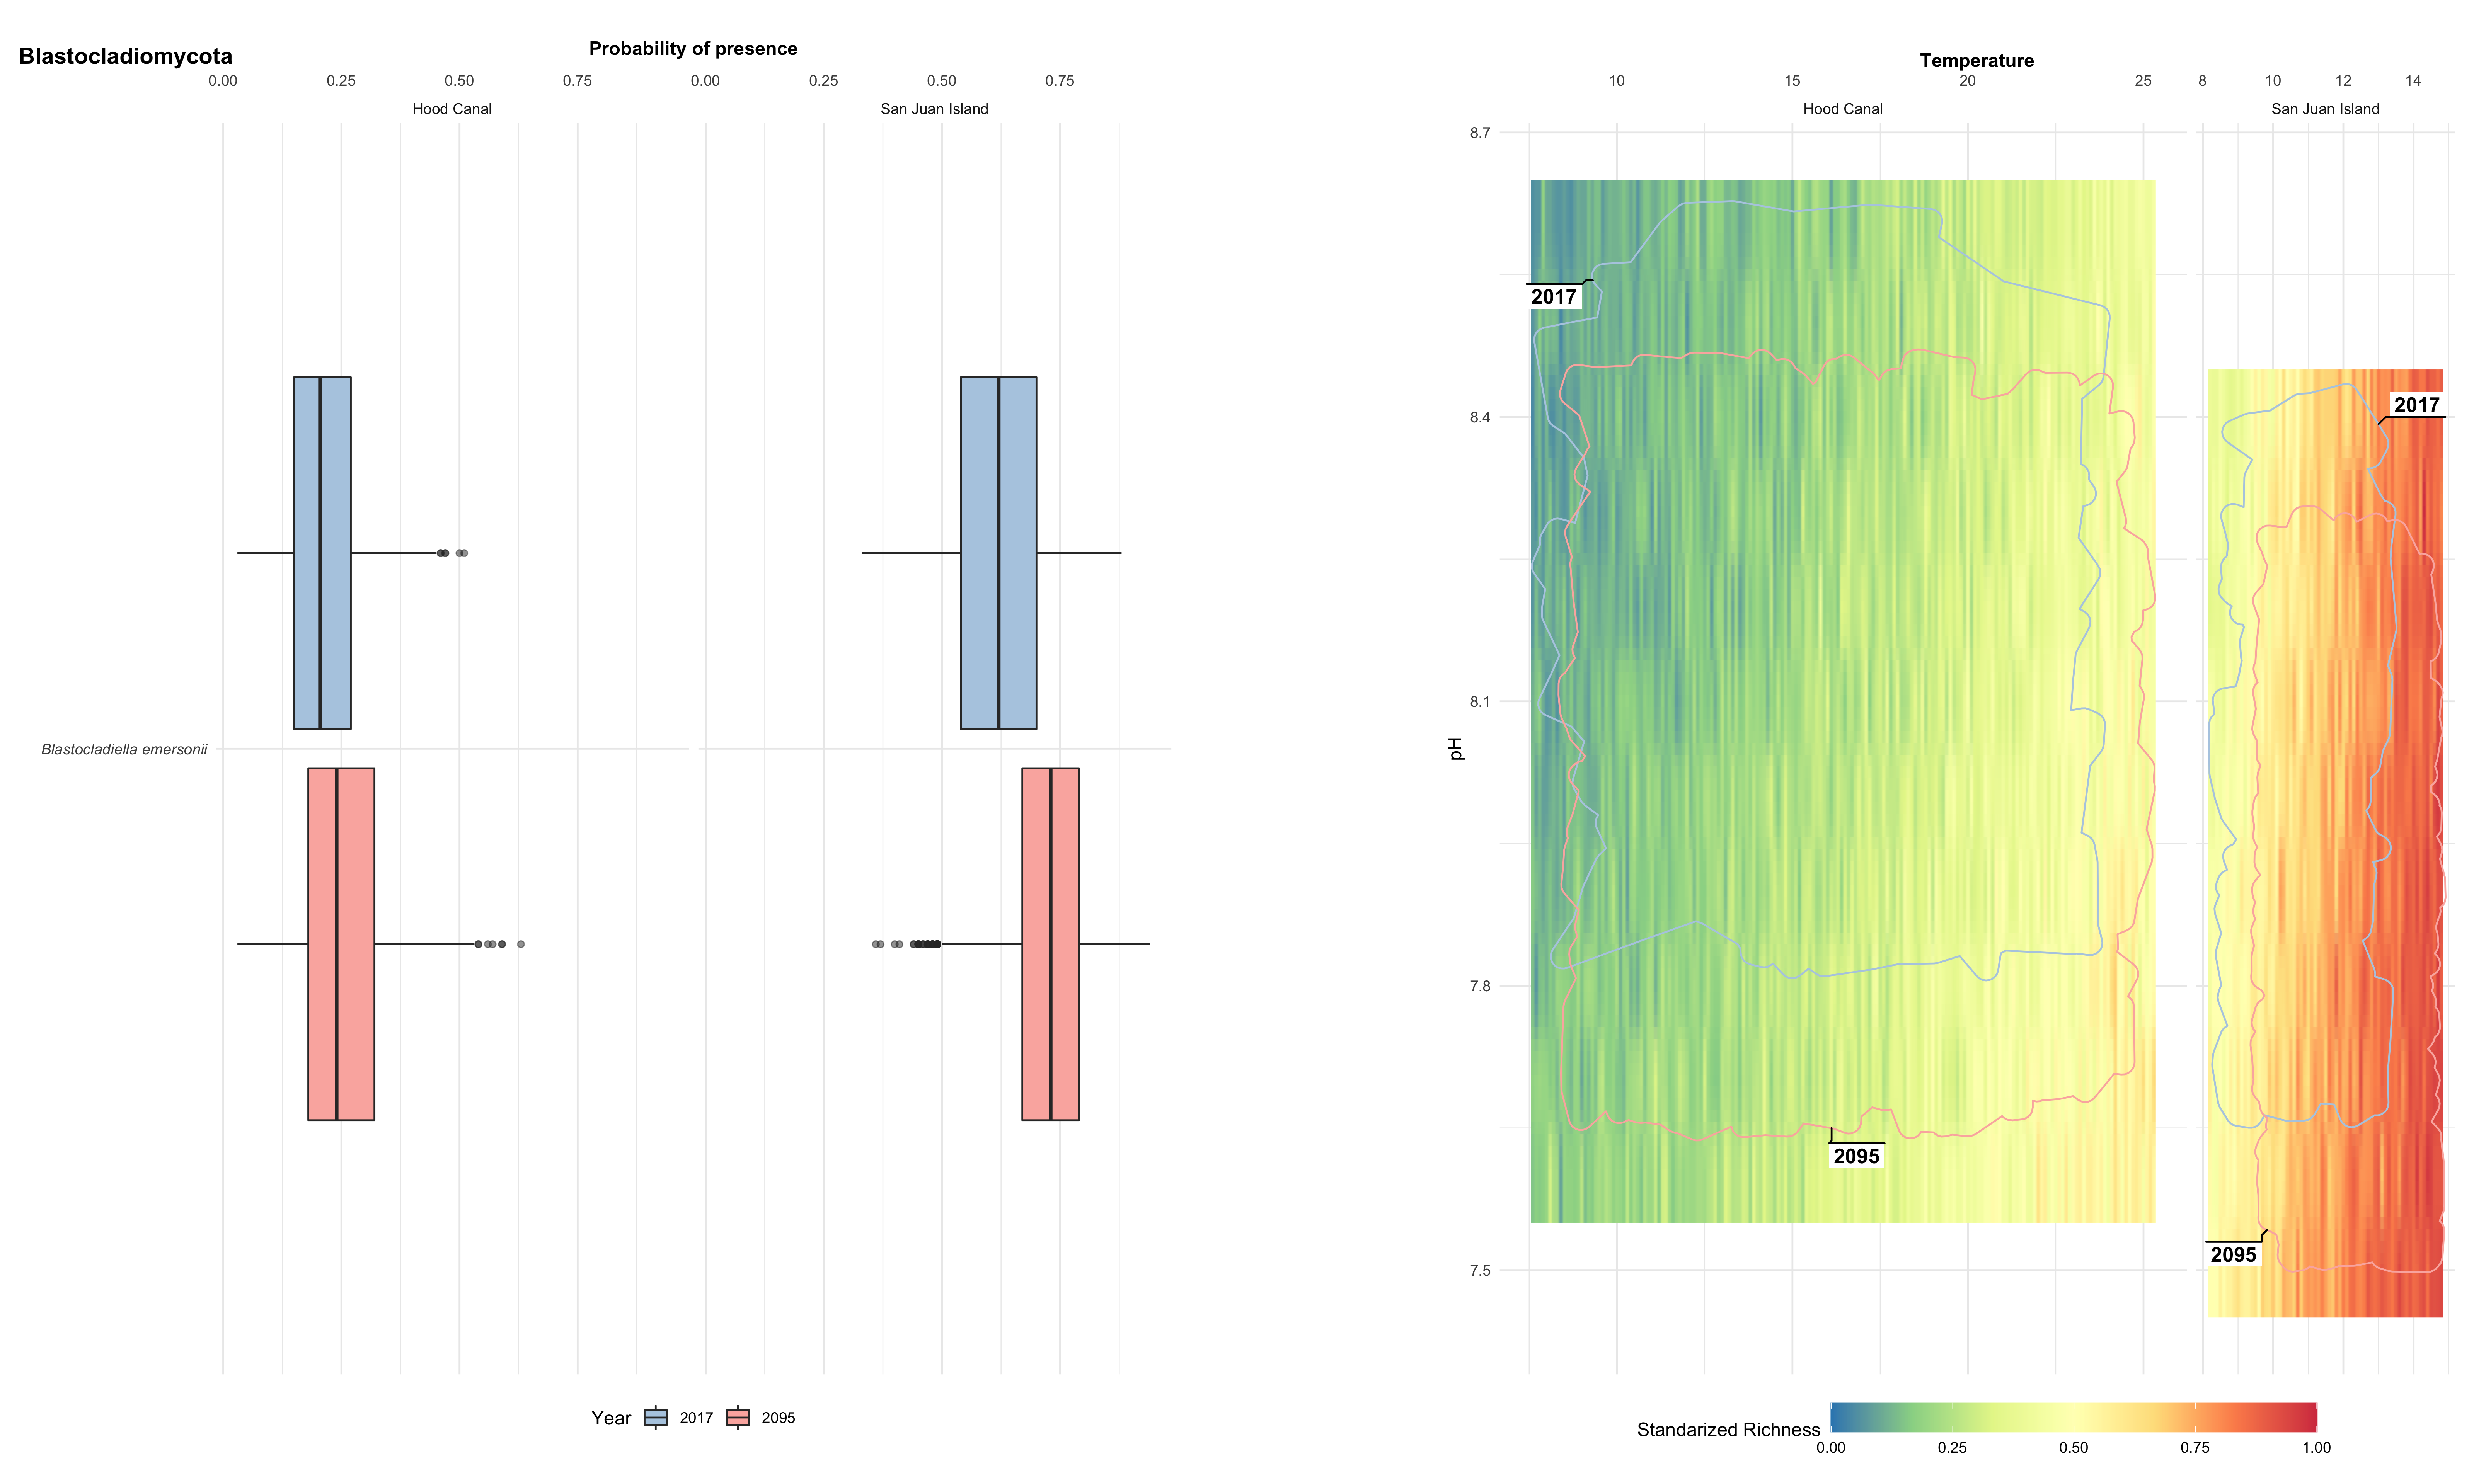 Blastocladiomycota
Probability of presence
0.00 0.25 0.50 0.75 0.00 0.25 0.50 0.75
Hood Canal San Juan Island
Blastocladiella emersonii
Year 2017 2095
Temperature
10 15 20 25 8 10 12 14
Hood Canal San Juan Island
8.7
2017
8.4
2017
8.1
pH
7.8
2095
2095
7.5
Standarized Richness
0.00 0.25 0.50 0.75 1.00